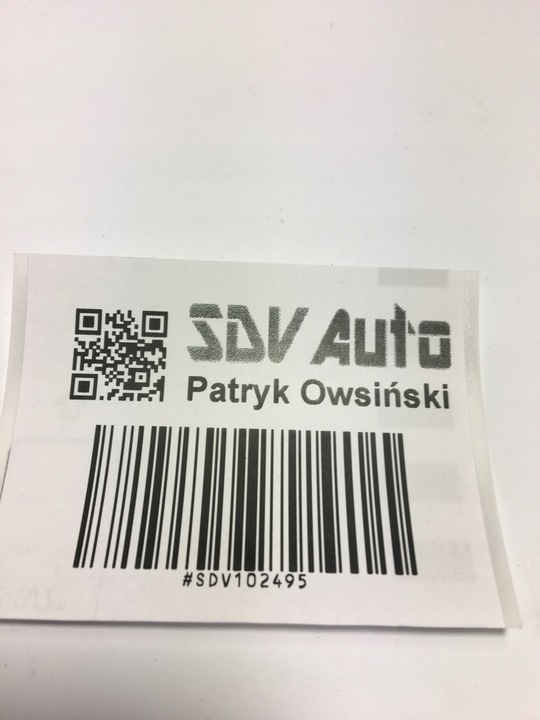 SDV Auto
Patryk Owsiński
#SDV102495